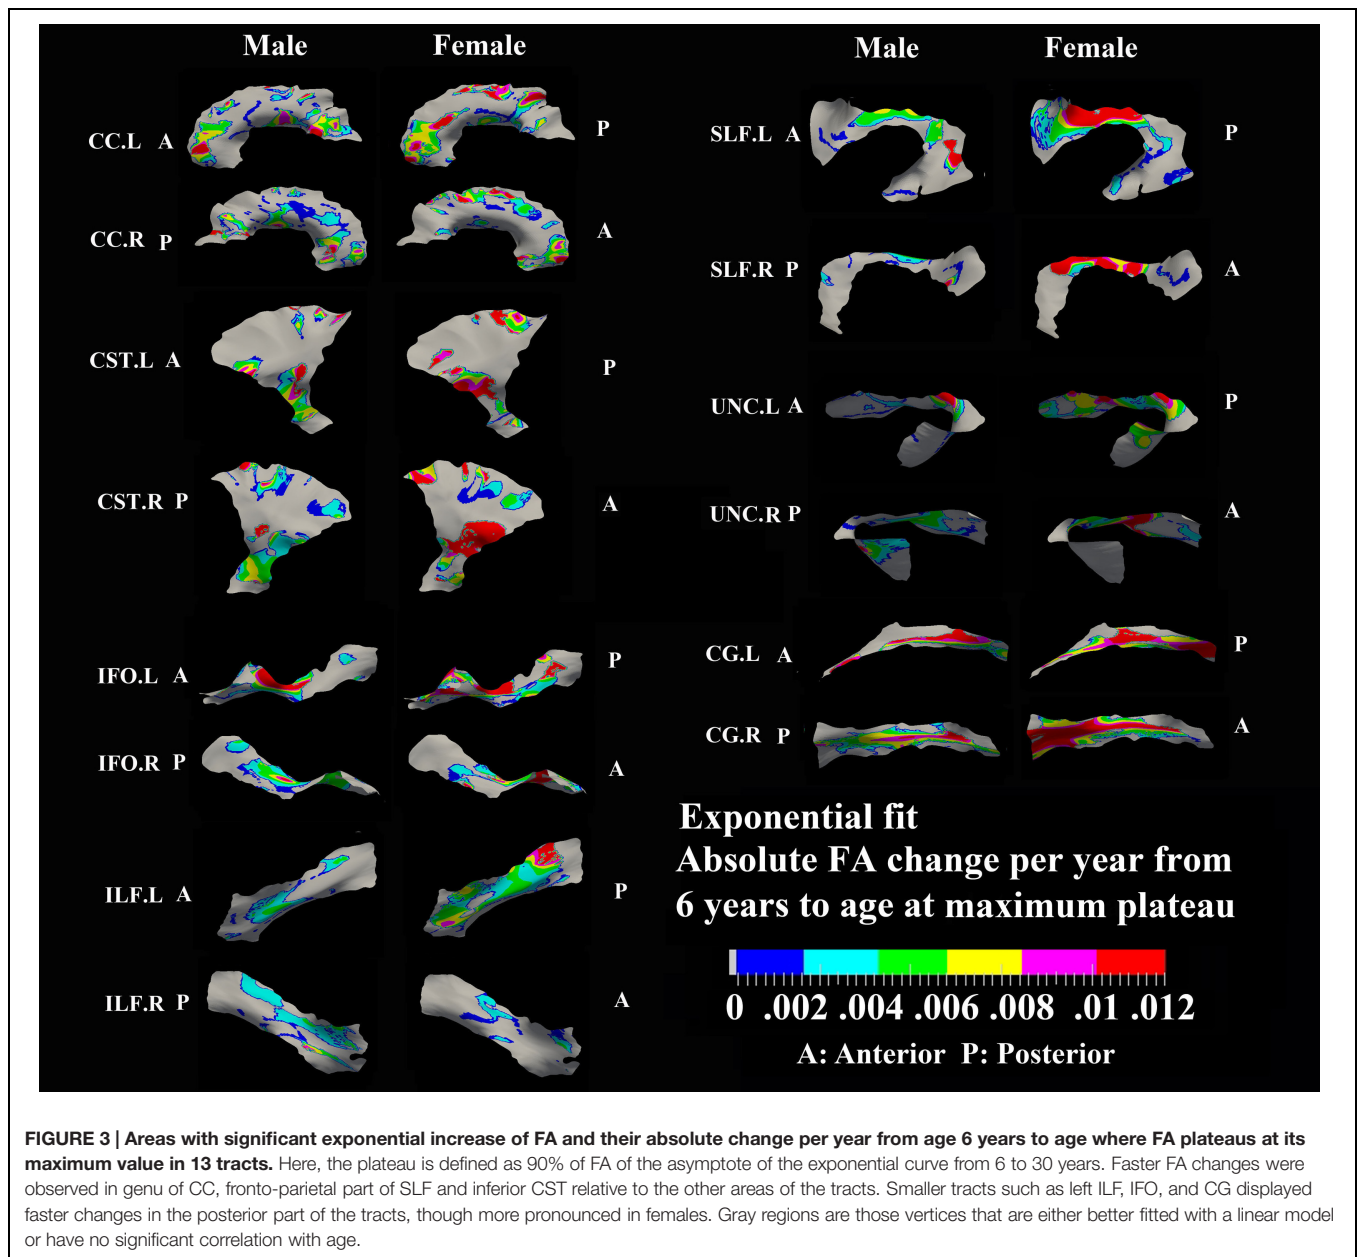 Male Female
CC.L A P
CC.R P A
CST.L A P
CST.R P A
IFO.L A P
IFO.R P A
ILF.L A P
ILF.R P A
Male Female
SLF.L A P
SLF.R P A
UNC.L A P
UNC.R P A
CG.L A P
CG.R P A
Exponential fit
Absolute FA change per year from
6 years to age at maximum plateau
0 .002 .004 .006 .008 .01 .012
A: Anterior P: Posterior
FIGURE 3 | Areas with significant exponential increase of FA and their absolute change per year from age 6 years to age where FA plateaus at its
maximum value in 13 tracts. Here, the plateau is defined as 90% of FA of the asymptote of the exponential curve from 6 to 30 years. Faster FA changes were
observed in genu of CC, fronto-parietal part of SLF and inferior CST relative to the other areas of the tracts. Smaller tracts such as left ILF, IFO, and CG displayed
faster changes in the posterior part of the tracts, though more pronounced in females. Gray regions are those vertices that are either better fitted with a linear model
or have no significant correlation with age.